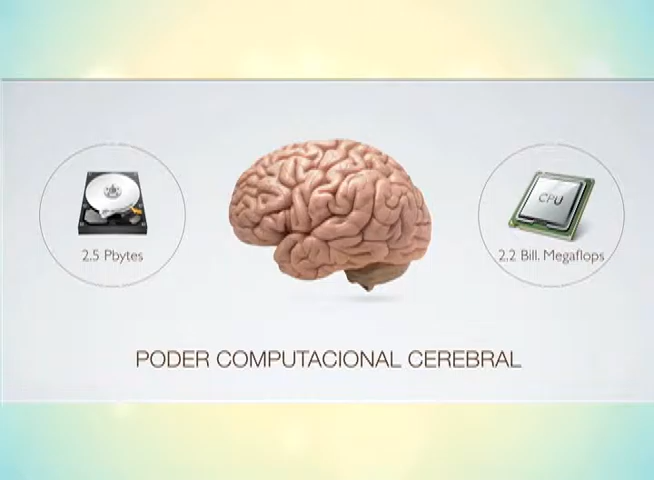 CPU
2.5 Pbytes
2.2 Bill. Megaflops
PODER COMPUTACIONAL CEREBRAL